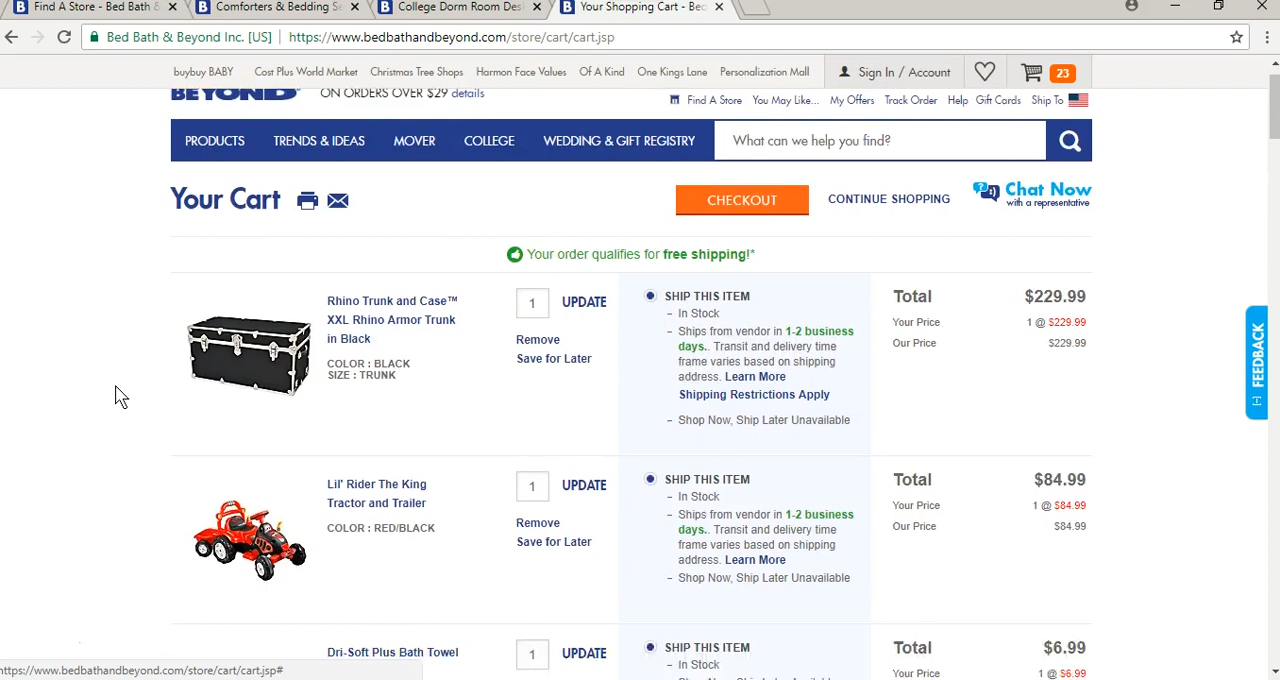 Find A Store - Bed Bath &
Comforters & Bedding Se
College Dorm Room Des
Your Shopping Cart - Bec
Bed Bath & Beyond Inc. [US] | https://www.bedbathandbeyond.com/store/cart/cart.jsp
buybuy BABY Cost Plus World Market Christmas Tree Shops Harmon Face Values Of A Kind One Kings Lane Personalization Mall Sign In / Account 23
BEYOND ON ORDERS OVER $29 details
Find A Store You May Like... My Offers Track Order Help Gift Cards Ship To
PRODUCTS TRENDS & IDEAS MOVER COLLEGE WEDDING & GIFT REGISTRY What can we help you find?
Your Cart CHECKOUT CONTINUE SHOPPING Chat Now
with a representative
Your order qualifies for free shipping!*
Rhino Trunk and Case™
XXL Rhino Armor Trunk
in Black
COLOR : BLACK
SIZE : TRUNK
1 UPDATE
Remove
Save for Later
SHIP THIS ITEM
– In Stock
– Ships from vendor in 1-2 business
days.. Transit and delivery time
frame varies based on shipping
address. Learn More
Shipping Restrictions Apply
– Shop Now, Ship Later Unavailable
Total $229.99
Your Price 1 @ $229.99
Our Price $229.99
FEEDBACK
Lil' Rider The King
Tractor and Trailer
COLOR : RED/BLACK
1 UPDATE
Remove
Save for Later
SHIP THIS ITEM
– In Stock
– Ships from vendor in 1-2 business
days.. Transit and delivery time
frame varies based on shipping
address. Learn More
– Shop Now, Ship Later Unavailable
Total $84.99
Your Price 1 @ $84.99
Our Price $84.99
Dri-Soft Plus Bath Towel
1 UPDATE
SHIP THIS ITEM
– In Stock
Total $6.99
Your Price 1 @ $6.99
https://www.bedbathandbeyond.com/store/cart/cart.jsp#